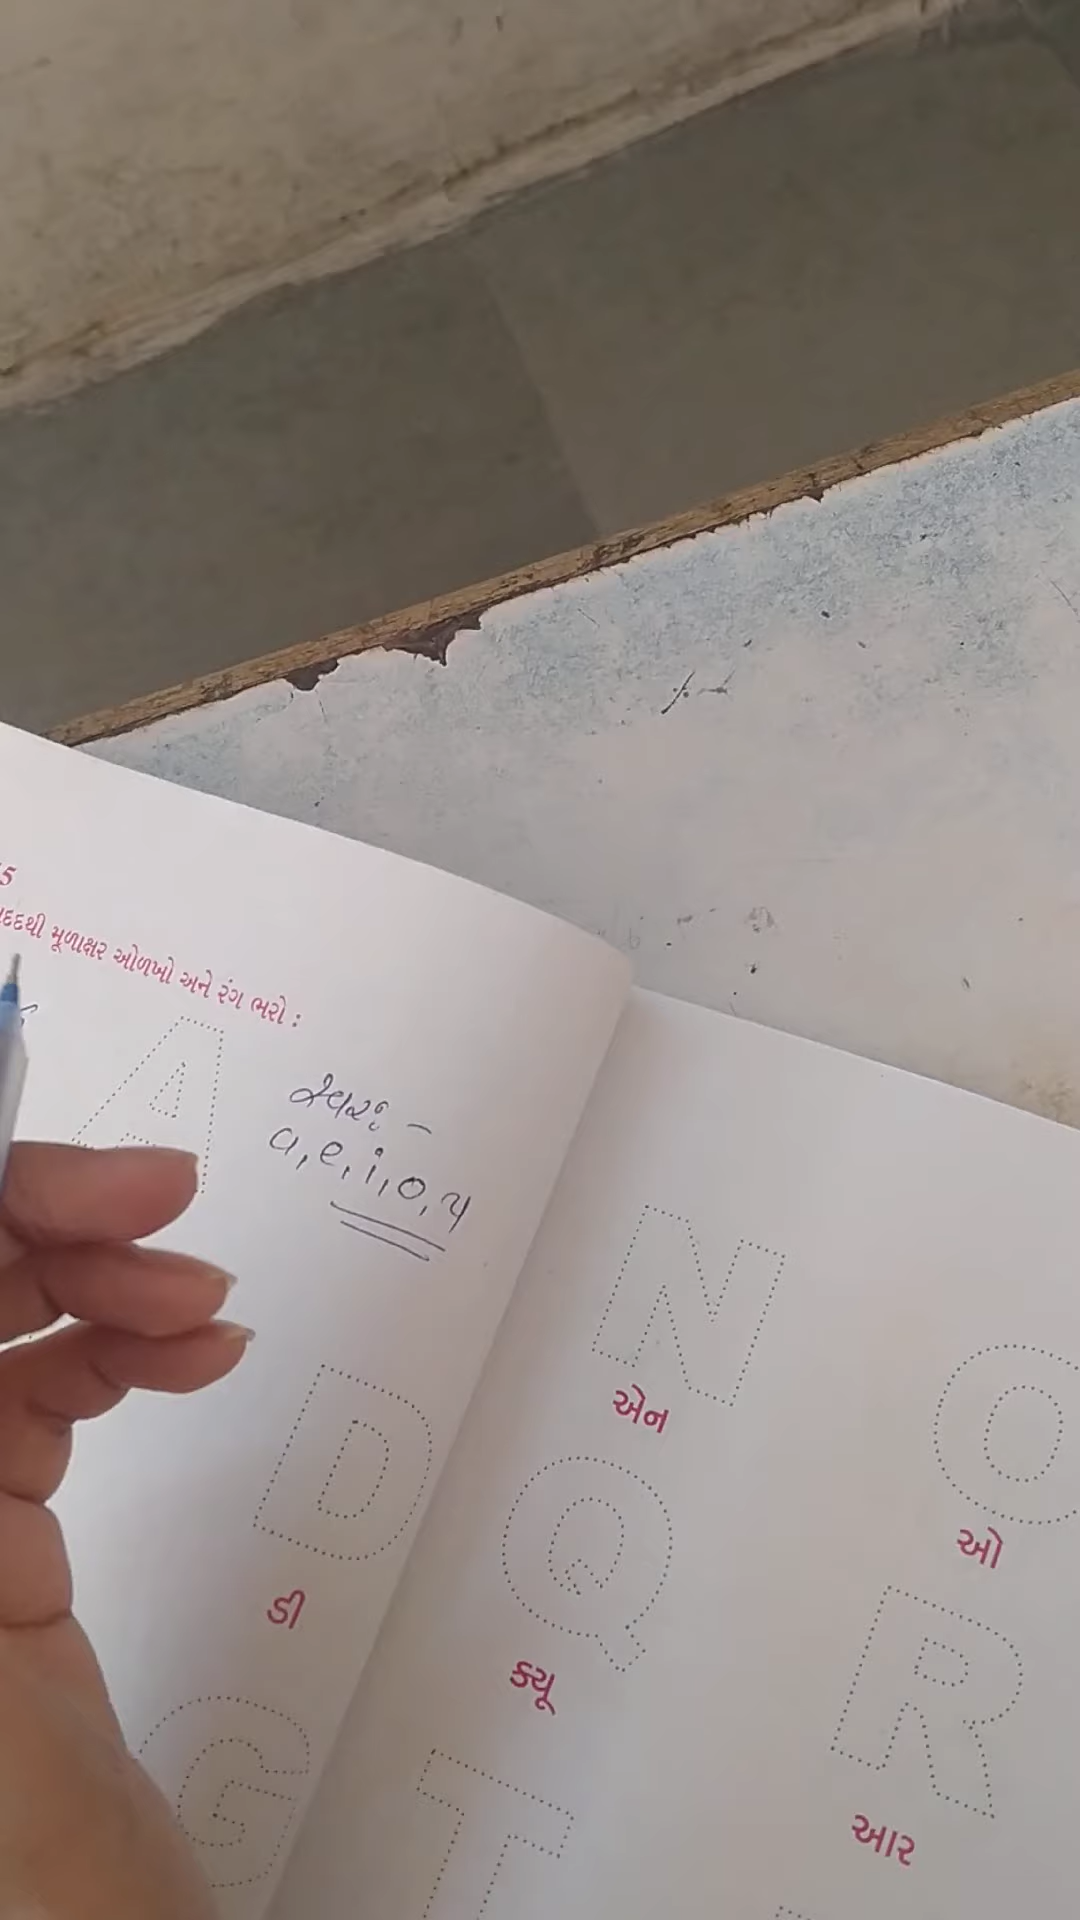 5
મદદથી મૂળાક્ષર ઓળખો અને રંગ ભરો :
A
સ્વરઃ -
a, e, i, o, u
D
ડી
G
N
એન
O
ઓ
Q
ક્યૂ
R
આર
T